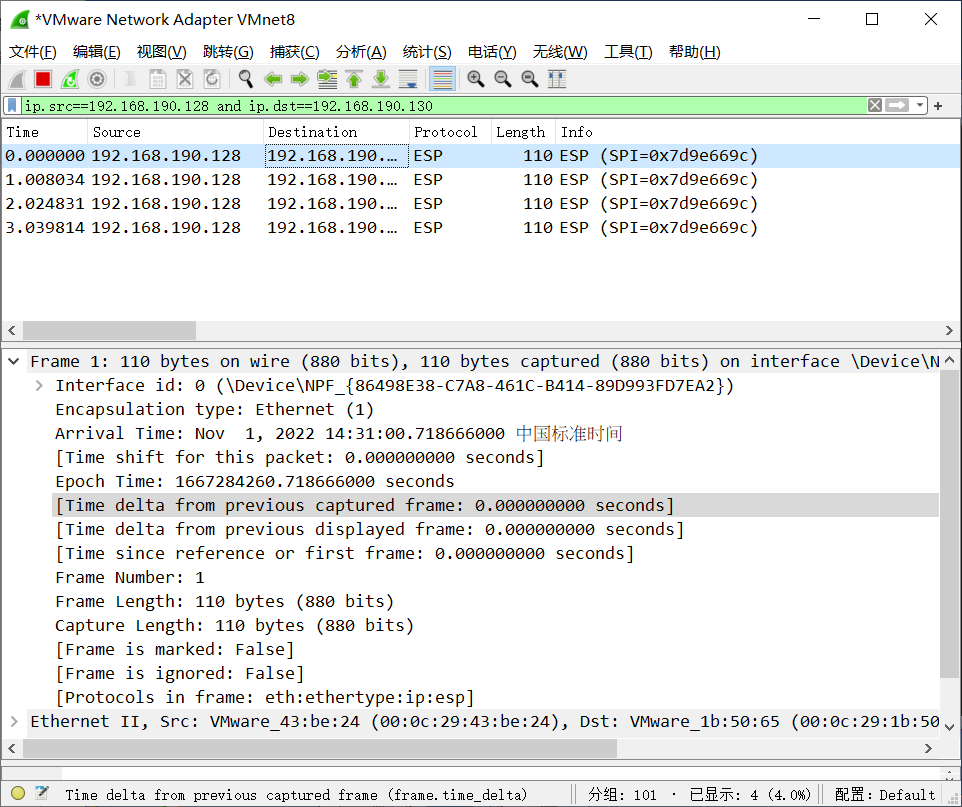 *VMware Network Adapter VMnet8
文件(F) 编辑(E) 视图(V) 跳转(G) 捕获(C) 分析(A) 统计(S) 电话(Y) 无线(W) 工具(T) 帮助(H)
ip.src==192.168.190.128 and ip.dst==192.168.190.130
Time Source Destination Protocol Length Info
0.000000 192.168.190.128 192.168.190.… ESP 110 ESP (SPI=0x7d9e669c)
1.008034 192.168.190.128 192.168.190.… ESP 110 ESP (SPI=0x7d9e669c)
2.024831 192.168.190.128 192.168.190.… ESP 110 ESP (SPI=0x7d9e669c)
3.039814 192.168.190.128 192.168.190.… ESP 110 ESP (SPI=0x7d9e669c)
Frame 1: 110 bytes on wire (880 bits), 110 bytes captured (880 bits) on interface \Device\N
Interface id: 0 (\Device\NPF_{86498E38-C7A8-461C-B414-89D993FD7EA2})
Encapsulation type: Ethernet (1)
Arrival Time: Nov  1, 2022 14:31:00.718666000 中国标准时间
[Time shift for this packet: 0.000000000 seconds]
Epoch Time: 1667284260.718666000 seconds
[Time delta from previous captured frame: 0.000000000 seconds]
[Time delta from previous displayed frame: 0.000000000 seconds]
[Time since reference or first frame: 0.000000000 seconds]
Frame Number: 1
Frame Length: 110 bytes (880 bits)
Capture Length: 110 bytes (880 bits)
[Frame is marked: False]
[Frame is ignored: False]
[Protocols in frame: eth:ethertype:ip:esp]
Ethernet II, Src: VMware_43:be:24 (00:0c:29:43:be:24), Dst: VMware_1b:50:65 (00:0c:29:1b:50
Time delta from previous captured frame (frame.time_delta) 分组: 101 · 已显示: 4 (4.0%) 配置: Default